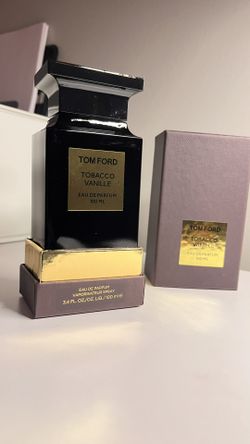 TOM FORD
TOBACCO
VANILLE
EAU DE PARFUM
100 ML
EAU DE PARFUM
VAPORISATEUR SPRAY
3.4 FL.OZ./OZ. LIQ./100 ml ℮
TOM FORD
TOBACCO
VANILLE
EAU DE PARFUM
100 ML